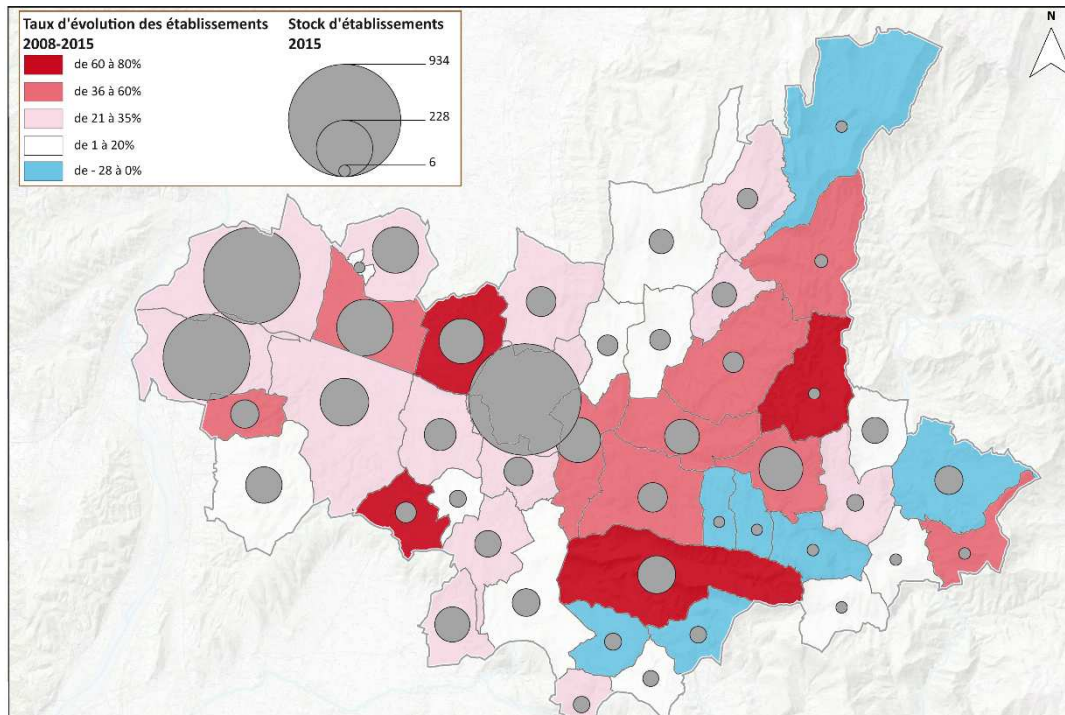 Taux d'évolution des établissements
2008-2015
de 60 à 80%
de 36 à 60%
de 21 à 35%
de 1 à 20%
de - 28 à 0%
Stock d'établissements
2015
934
228
6
N